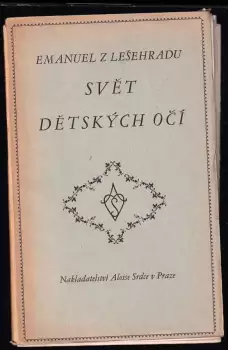 EMANUEL Z LEŠEHRADU
SVĚT
DĚTSKÝCH OČÍ
Nakladatelství Aloise Srdce v Praze